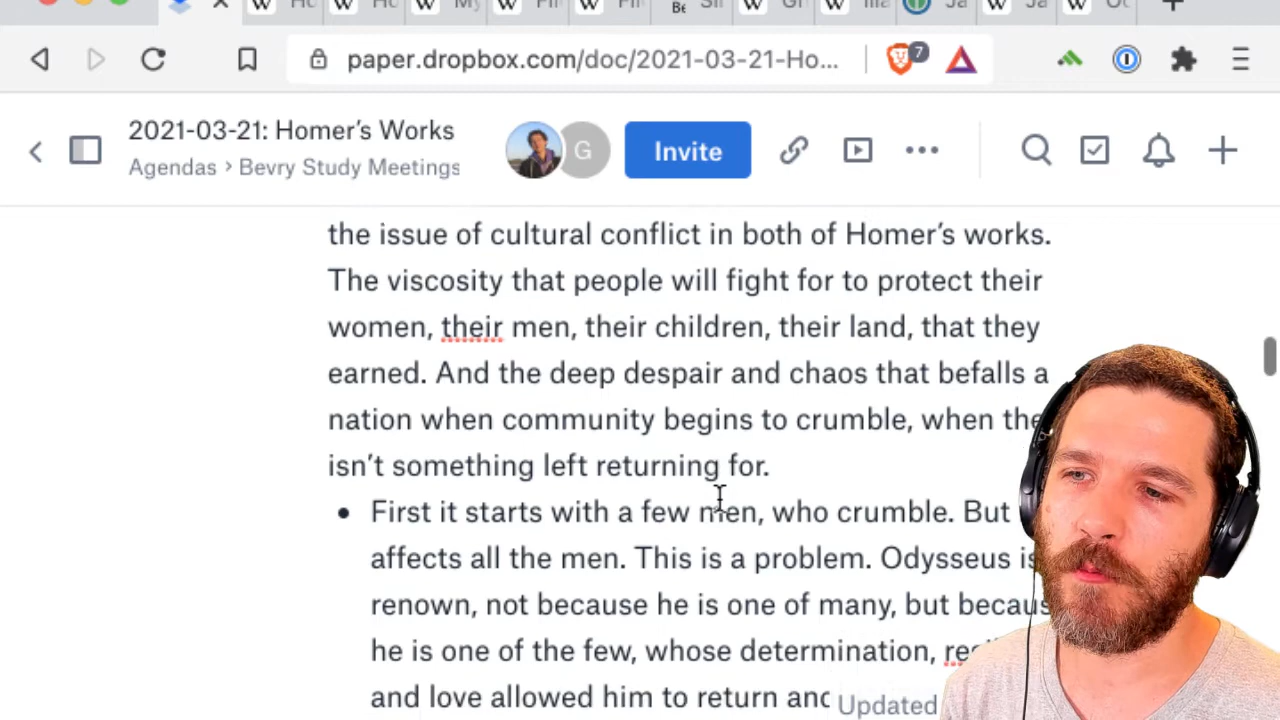 paper.dropbox.com/doc/2021-03-21-Ho...
7
2021-03-21: Homer's Works
Agendas > Bevry Study Meetings
G
Invite
the issue of cultural conflict in both of Homer's works.
The viscosity that people will fight for to protect their
women, their men, their children, their land, that they
earned. And the deep despair and chaos that befalls a
nation when community begins to crumble, when the
isn't something left returning for.
• First it starts with a few men, who crumble. But
affects all the men. This is a problem. Odysseus is
renown, not because he is one of many, but becau
he is one of the few, whose determination,
and love allowed him to return and
Updated